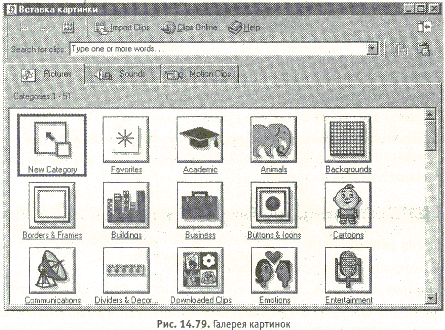 Вставка картинки
Import Clips Clips Online Help
Search for clips: Type one or more words...
Pictures Sounds Motion Clips
Categories 1 - 51
New Category Favorites Academic Animals Backgrounds
Borders & Frames Buildings Business Buttons & Icons Cartoons
Communications Dividers & Decor... Downloaded Clips Emotions Entertainment
Рис. 14.79. Галерея картинок